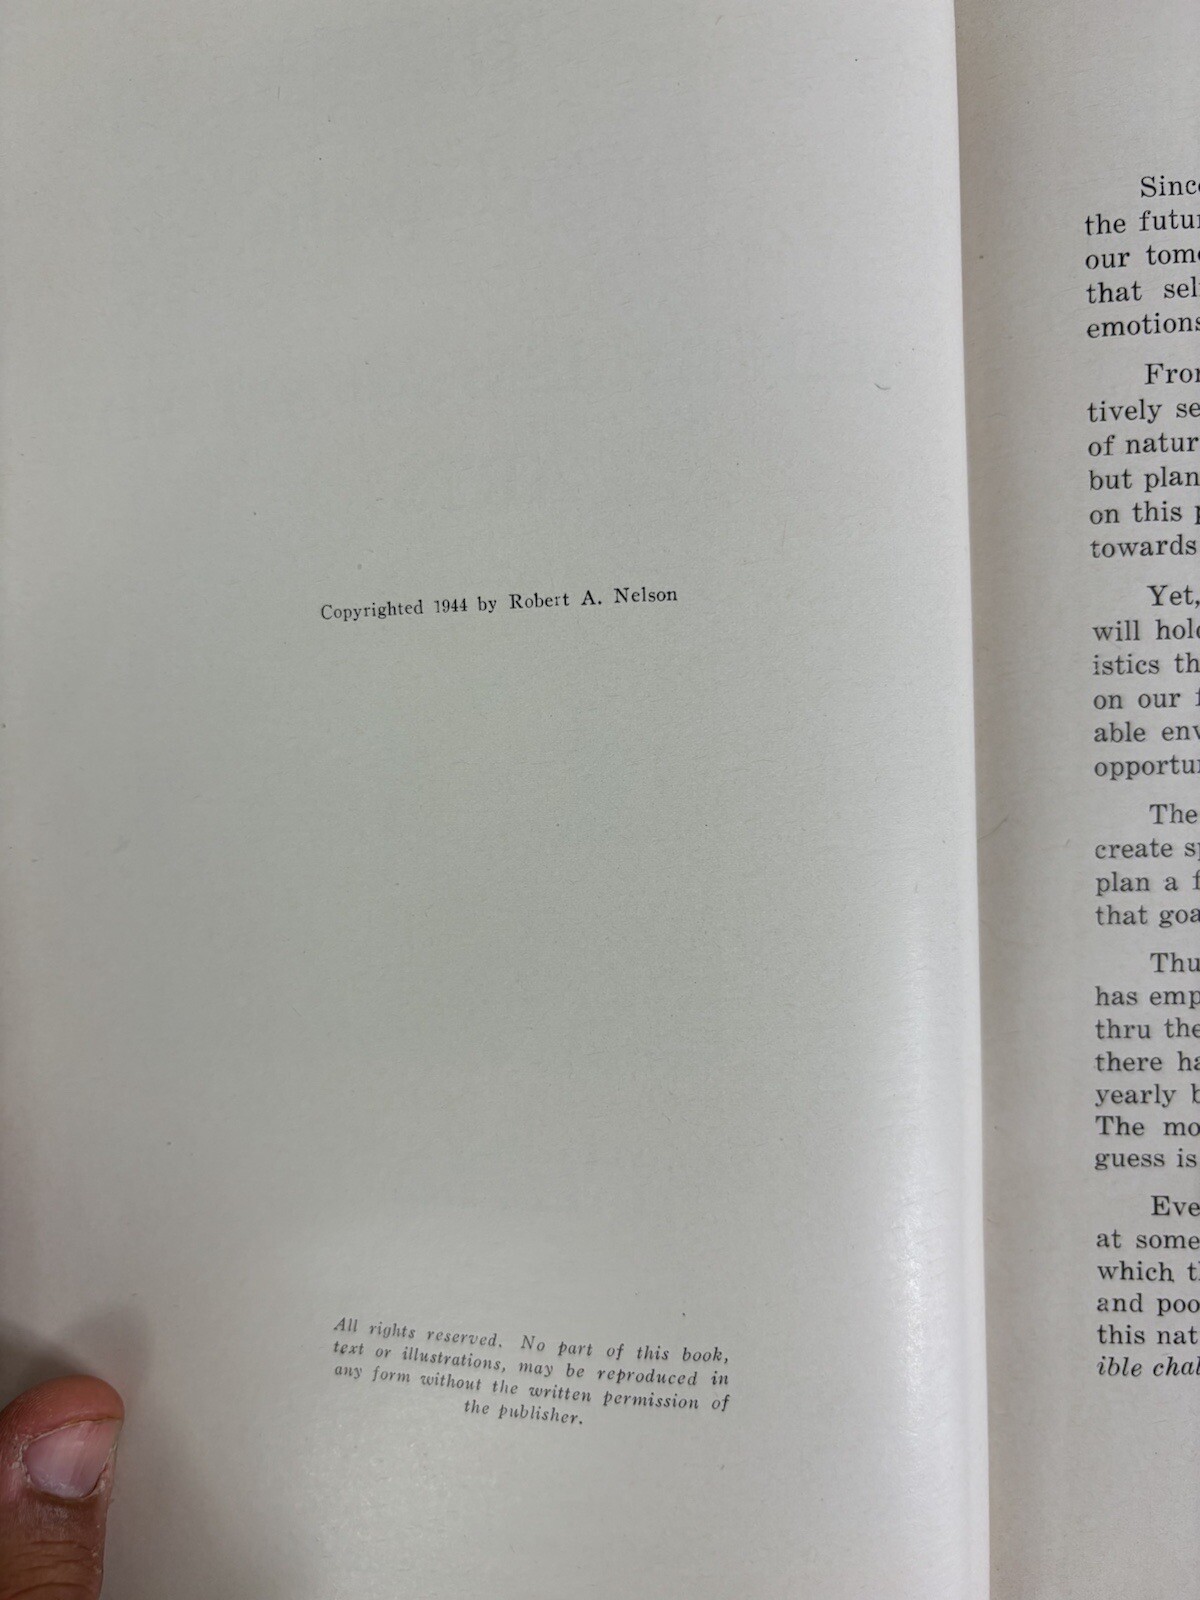 Copyrighted 1944 by Robert A. Nelson
All rights reserved. No part of this book,
text or illustrations, may be reproduced in
any form without the written permission of
the publisher.
Sinc
the futu
our tom
that sel
emotions
Fro
tively se
of natur
but plan
on this
towards
Yet,
will hol
istics th
on our
able env
opportu
The
create s
plan a f
that goa
Thu
has emp
thru the
there ha
yearly b
The mo
guess is
Eve
at some
which t
and poo
this nat
ible chal